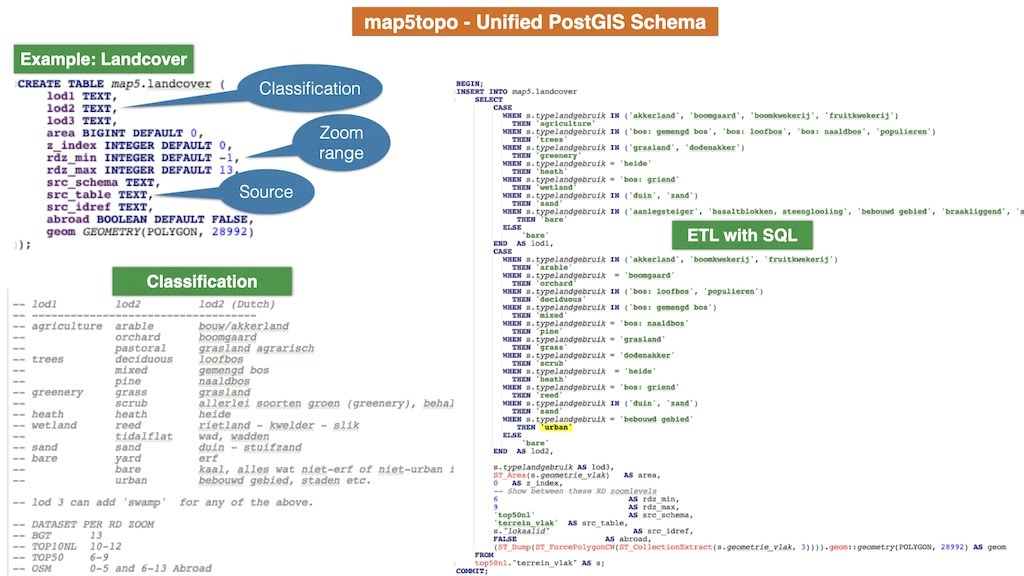 map5topo - Unified PostGIS Schema
Example: Landcover
CREATE TABLE map5.landcover (
lod1 TEXT,
lod2 TEXT,
lod3 TEXT,
area BIGINT DEFAULT 0,
z_index INTEGER DEFAULT 0,
rdz_min INTEGER DEFAULT -1,
rdz_max INTEGER DEFAULT 13,
src_schema TEXT,
src_table TEXT,
src_idref TEXT,
abroad BOOLEAN DEFAULT FALSE,
geom GEOMETRY(POLYGON, 28992)
);
Classification
Zoom
range
Source
Classification
-- lod1 lod2 lod2 (Dutch)
-- -----------------------------------
-- agriculture arable bouw/akkerland
-- orchard boomgaard
-- pastoral grasland agrarisch
-- trees deciduous loofbos
-- mixed gemengd bos
-- pine naaldbos
-- greenery grass grasland
-- scrub allerlei soorten groen (greenery), behal
-- heath heath heide
-- wetland reed rietland - kwelder - slik
-- tidalflat wad, wadden
-- sand sand duin - stuifzand
-- bare yard erf
-- bare kaal, alles wat niet-erf of niet-urban i
-- urban bebouwd gebied, staden etc.
-- lod 3 can add 'swamp' for any of the above.
-- DATASET PER RD ZOOM
-- BGT 13
-- TOP10NL 10-12
-- TOP50 6-9
-- OSM 0-5 and 6-13 Abroad
BEGIN;
INSERT INTO map5.landcover
SELECT
CASE
WHEN s.typelandgebruik IN ('akkerland', 'boomgaard', 'boomkwekerij', 'fruitkwekerij')
THEN 'agriculture'
WHEN s.typelandgebruik IN ('bos: gemengd bos', 'bos: loofbos', 'bos: naaldbos', 'populieren')
THEN 'trees'
WHEN s.typelandgebruik IN ('grasland', 'dodenakker')
THEN 'greenery'
WHEN s.typelandgebruik = 'heide'
THEN 'heath'
WHEN s.typelandgebruik = 'bos: griend'
THEN 'wetland'
WHEN s.typelandgebruik IN ('duin', 'zand')
THEN 'sand'
WHEN s.typelandgebruik IN ('aanlegsteiger', 'basaltblokken, steenglooiing', 'bebouwd gebied', 'braakliggend', 's
THEN 'bare'
ELSE
'bare'
END AS lod1,
ETL with SQL
CASE
WHEN s.typelandgebruik IN ('akkerland', 'boomkwekerij', 'fruitkwekerij')
THEN 'arable'
WHEN s.typelandgebruik = 'boomgaard'
THEN 'orchard'
WHEN s.typelandgebruik IN ('bos: loofbos', 'populieren')
THEN 'deciduous'
WHEN s.typelandgebruik IN ('bos: gemengd bos')
THEN 'mixed'
WHEN s.typelandgebruik = 'bos: naaldbos'
THEN 'pine'
WHEN s.typelandgebruik = 'grasland'
THEN 'grass'
WHEN s.typelandgebruik = 'dodenakker'
THEN 'scrub'
WHEN s.typelandgebruik = 'heide'
THEN 'heath'
WHEN s.typelandgebruik = 'bos: griend'
THEN 'reed'
WHEN s.typelandgebruik IN ('duin', 'zand')
THEN 'sand'
WHEN s.typelandgebruik = 'bebouwd gebied'
THEN 'urban'
ELSE
'bare'
END AS lod2,
s.typelandgebruik AS lod3,
ST_Area(s.geometrie_vlak) AS area,
0 AS z_index,
-- Show between these RD zoomlevels
6 AS rdz_min,
9 AS rdz_max,
'top50nl' AS src_schema,
'terrein_vlak' AS src_table,
s."lokaalid" AS src_idref,
FALSE AS abroad,
(ST_Dump(ST_ForcePolygonCW(ST_CollectionExtract(s.geometrie_vlak, 3)))).geom::geometry(POLYGON, 28992) AS geom
FROM
top50nl."terrein_vlak" AS s;
COMMIT;